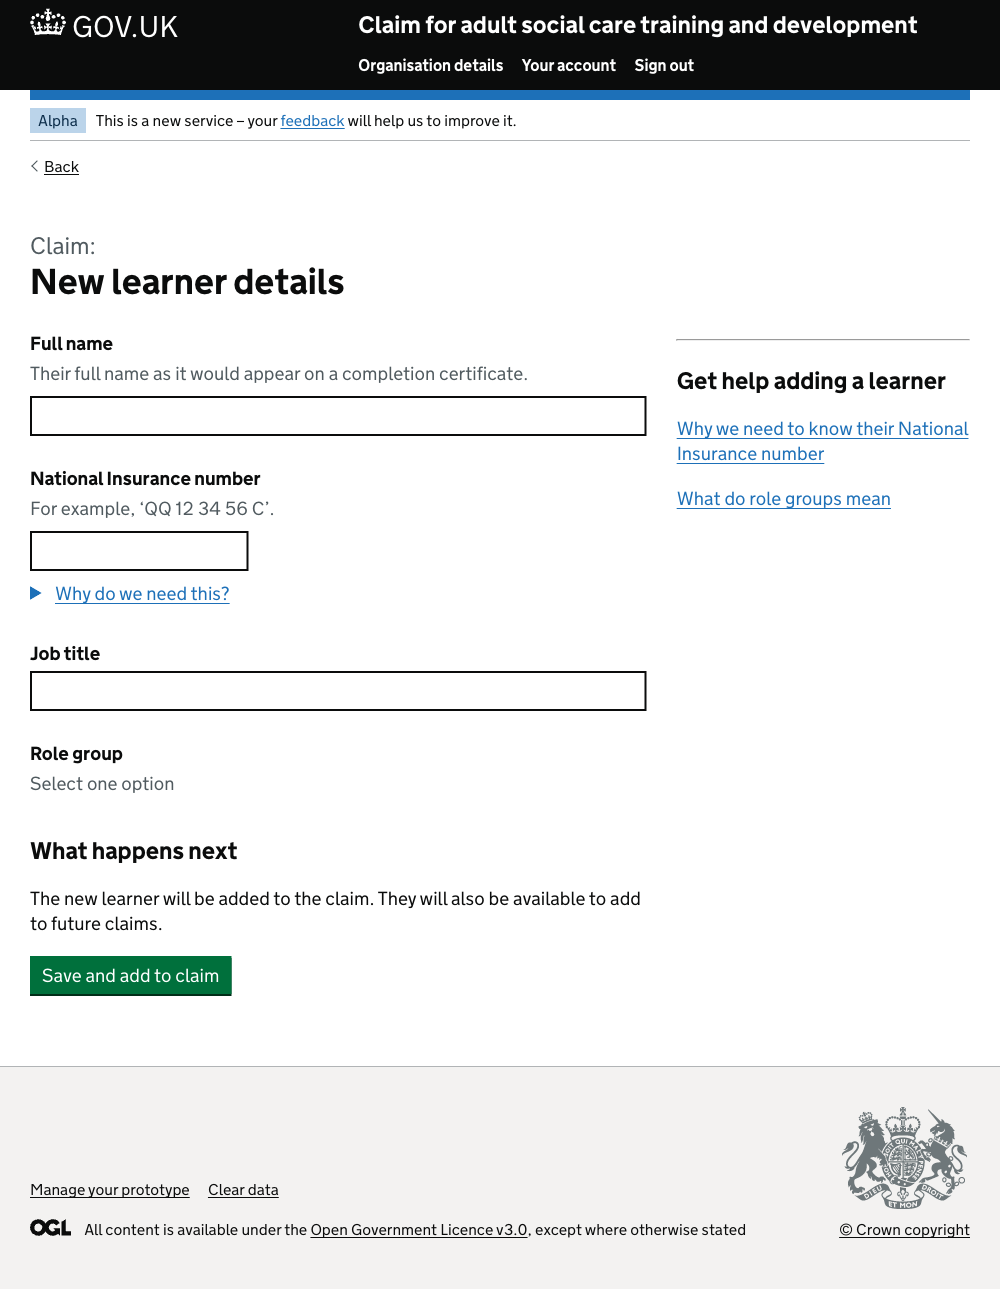 GOV.UK
Claim for adult social care training and development
Organisation details Your account Sign out
Alpha This is a new service – your feedback will help us to improve it.
Back
Claim:
New learner details
Full name
Their full name as it would appear on a completion certificate.
National Insurance number
For example, ‘QQ 12 34 56 C’.
Why do we need this?
Job title
Role group
Select one option
What happens next
The new learner will be added to the claim. They will also be available to add
to future claims.
Save and add to claim
Get help adding a learner
Why we need to know their National
Insurance number
What do role groups mean
Manage your prototype Clear data
OGL All content is available under the Open Government Licence v3.0, except where otherwise stated
DIEU ET MON DROIT
© Crown copyright